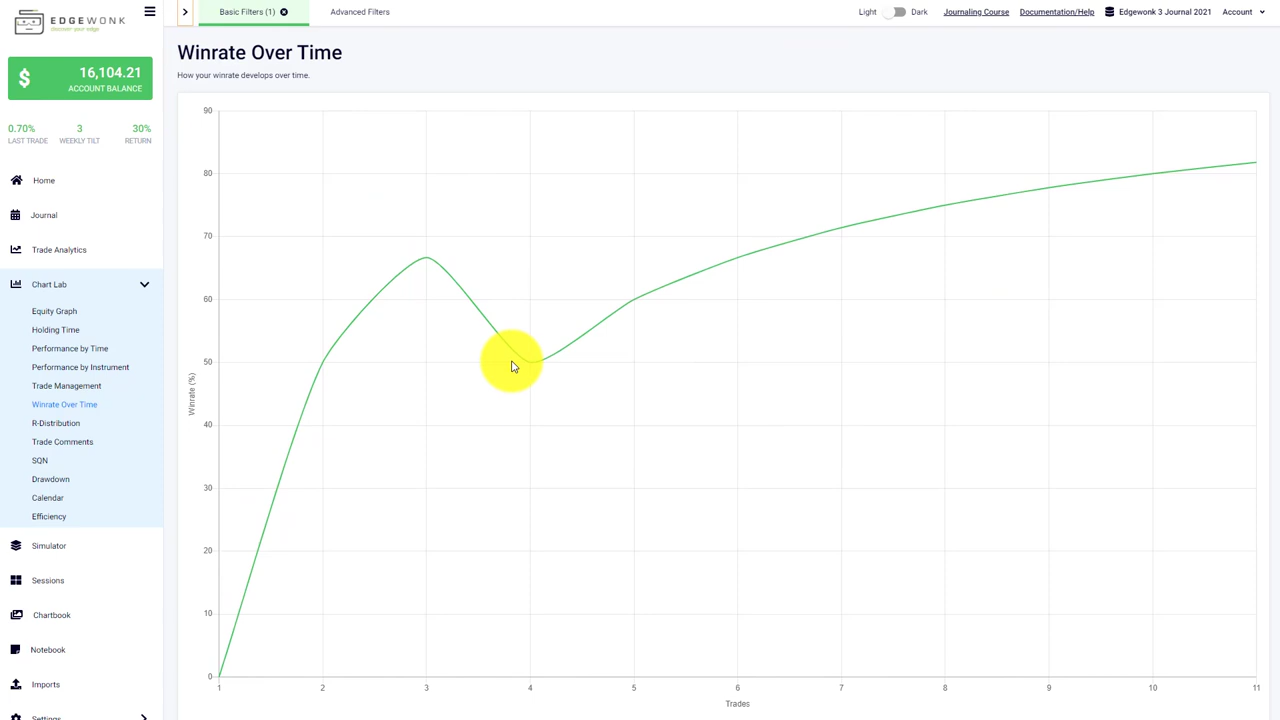 EDGEWONK
discover your edge
Basic Filters (1)
Advanced Filters
Light
Dark
Journaling Course
Documentation/Help
Edgewonk 3 Journal 2021
Account
$
16,104.21
ACCOUNT BALANCE
0.70%
LAST TRADE
3
WEEKLY TILT
30%
RETURN
Home
Journal
Trade Analytics
Chart Lab
Equity Graph
Holding Time
Performance by Time
Performance by Instrument
Trade Management
Winrate Over Time
R-Distribution
Trade Comments
SQN
Drawdown
Calendar
Efficiency
Simulator
Sessions
Chartbook
Notebook
Imports
Settings
Winrate Over Time
How your winrate develops over time.
Winrate (%)
90
80
70
60
50
40
30
20
10
0
1 2 3 4 5 6 7 8 9 10 11
Trades